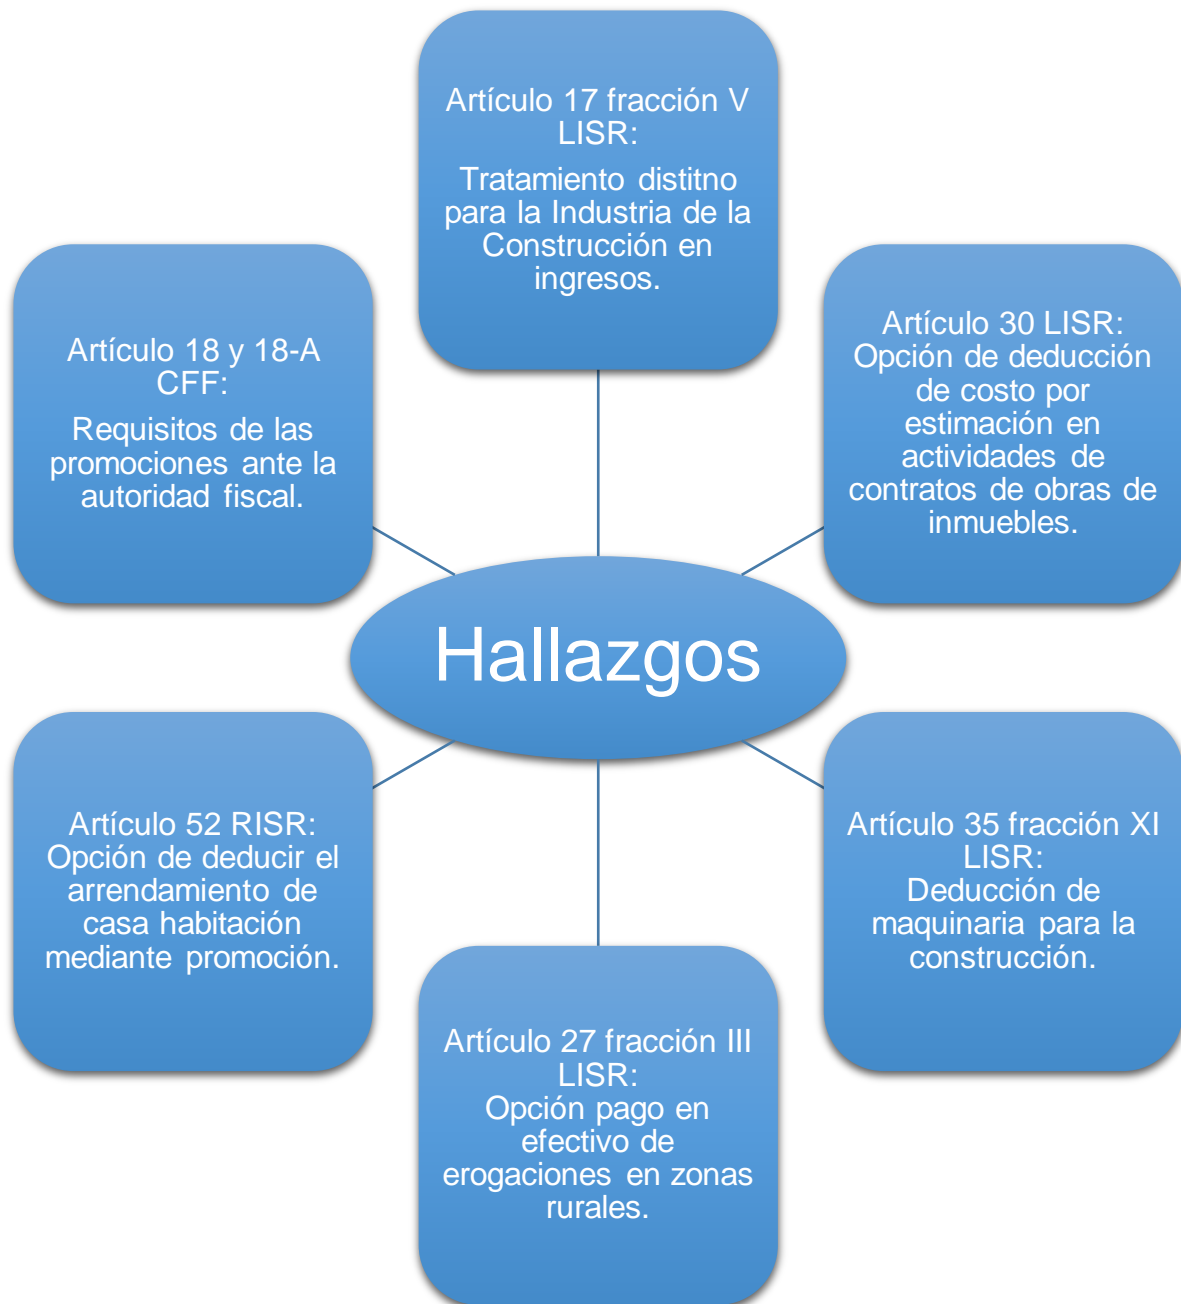 Artículo 17 fracción V
LISR:
Tratamiento distitno
para la Industria de la
Construcción en
ingresos.
Artículo 30 LISR:
Opción de deducción
de costo por
estimación en
actividades de
contratos de obras de
inmuebles.
Artículo 35 fracción XI
LISR:
Deducción de
maquinaria para la
construcción.
Artículo 27 fracción III
LISR:
Opción pago en
efectivo de
erogaciones en zonas
rurales.
Artículo 52 RISR:
Opción de deducir el
arrendamiento de
casa habitación
mediante promoción.
Artículo 18 y 18-A
CFF:
Requisitos de las
promociones ante la
autoridad fiscal.
Hallazgos